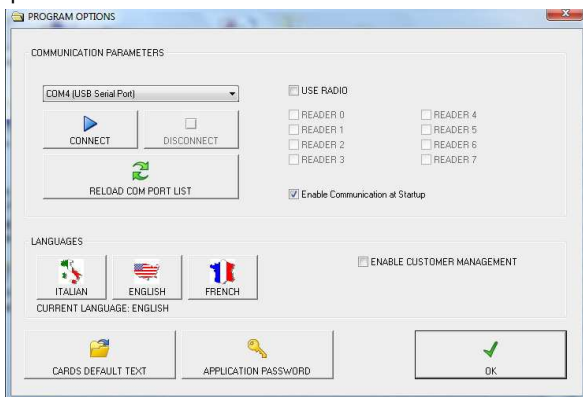 PROGRAM OPTIONS
COMMUNICATION PARAMETERS
COM4 (USB Serial Port)
CONNECT
DISCONNECT
RELOAD COM PORT LIST
USE RADIO
READER 0
READER 1
READER 2
READER 3
READER 4
READER 5
READER 6
READER 7
Enable Communication at Startup
LANGUAGES
ITALIAN
ENGLISH
FRENCH
CURRENT LANGUAGE: ENGLISH
ENABLE CUSTOMER MANAGEMENT
CARDS DEFAULT TEXT
APPLICATION PASSWORD
OK